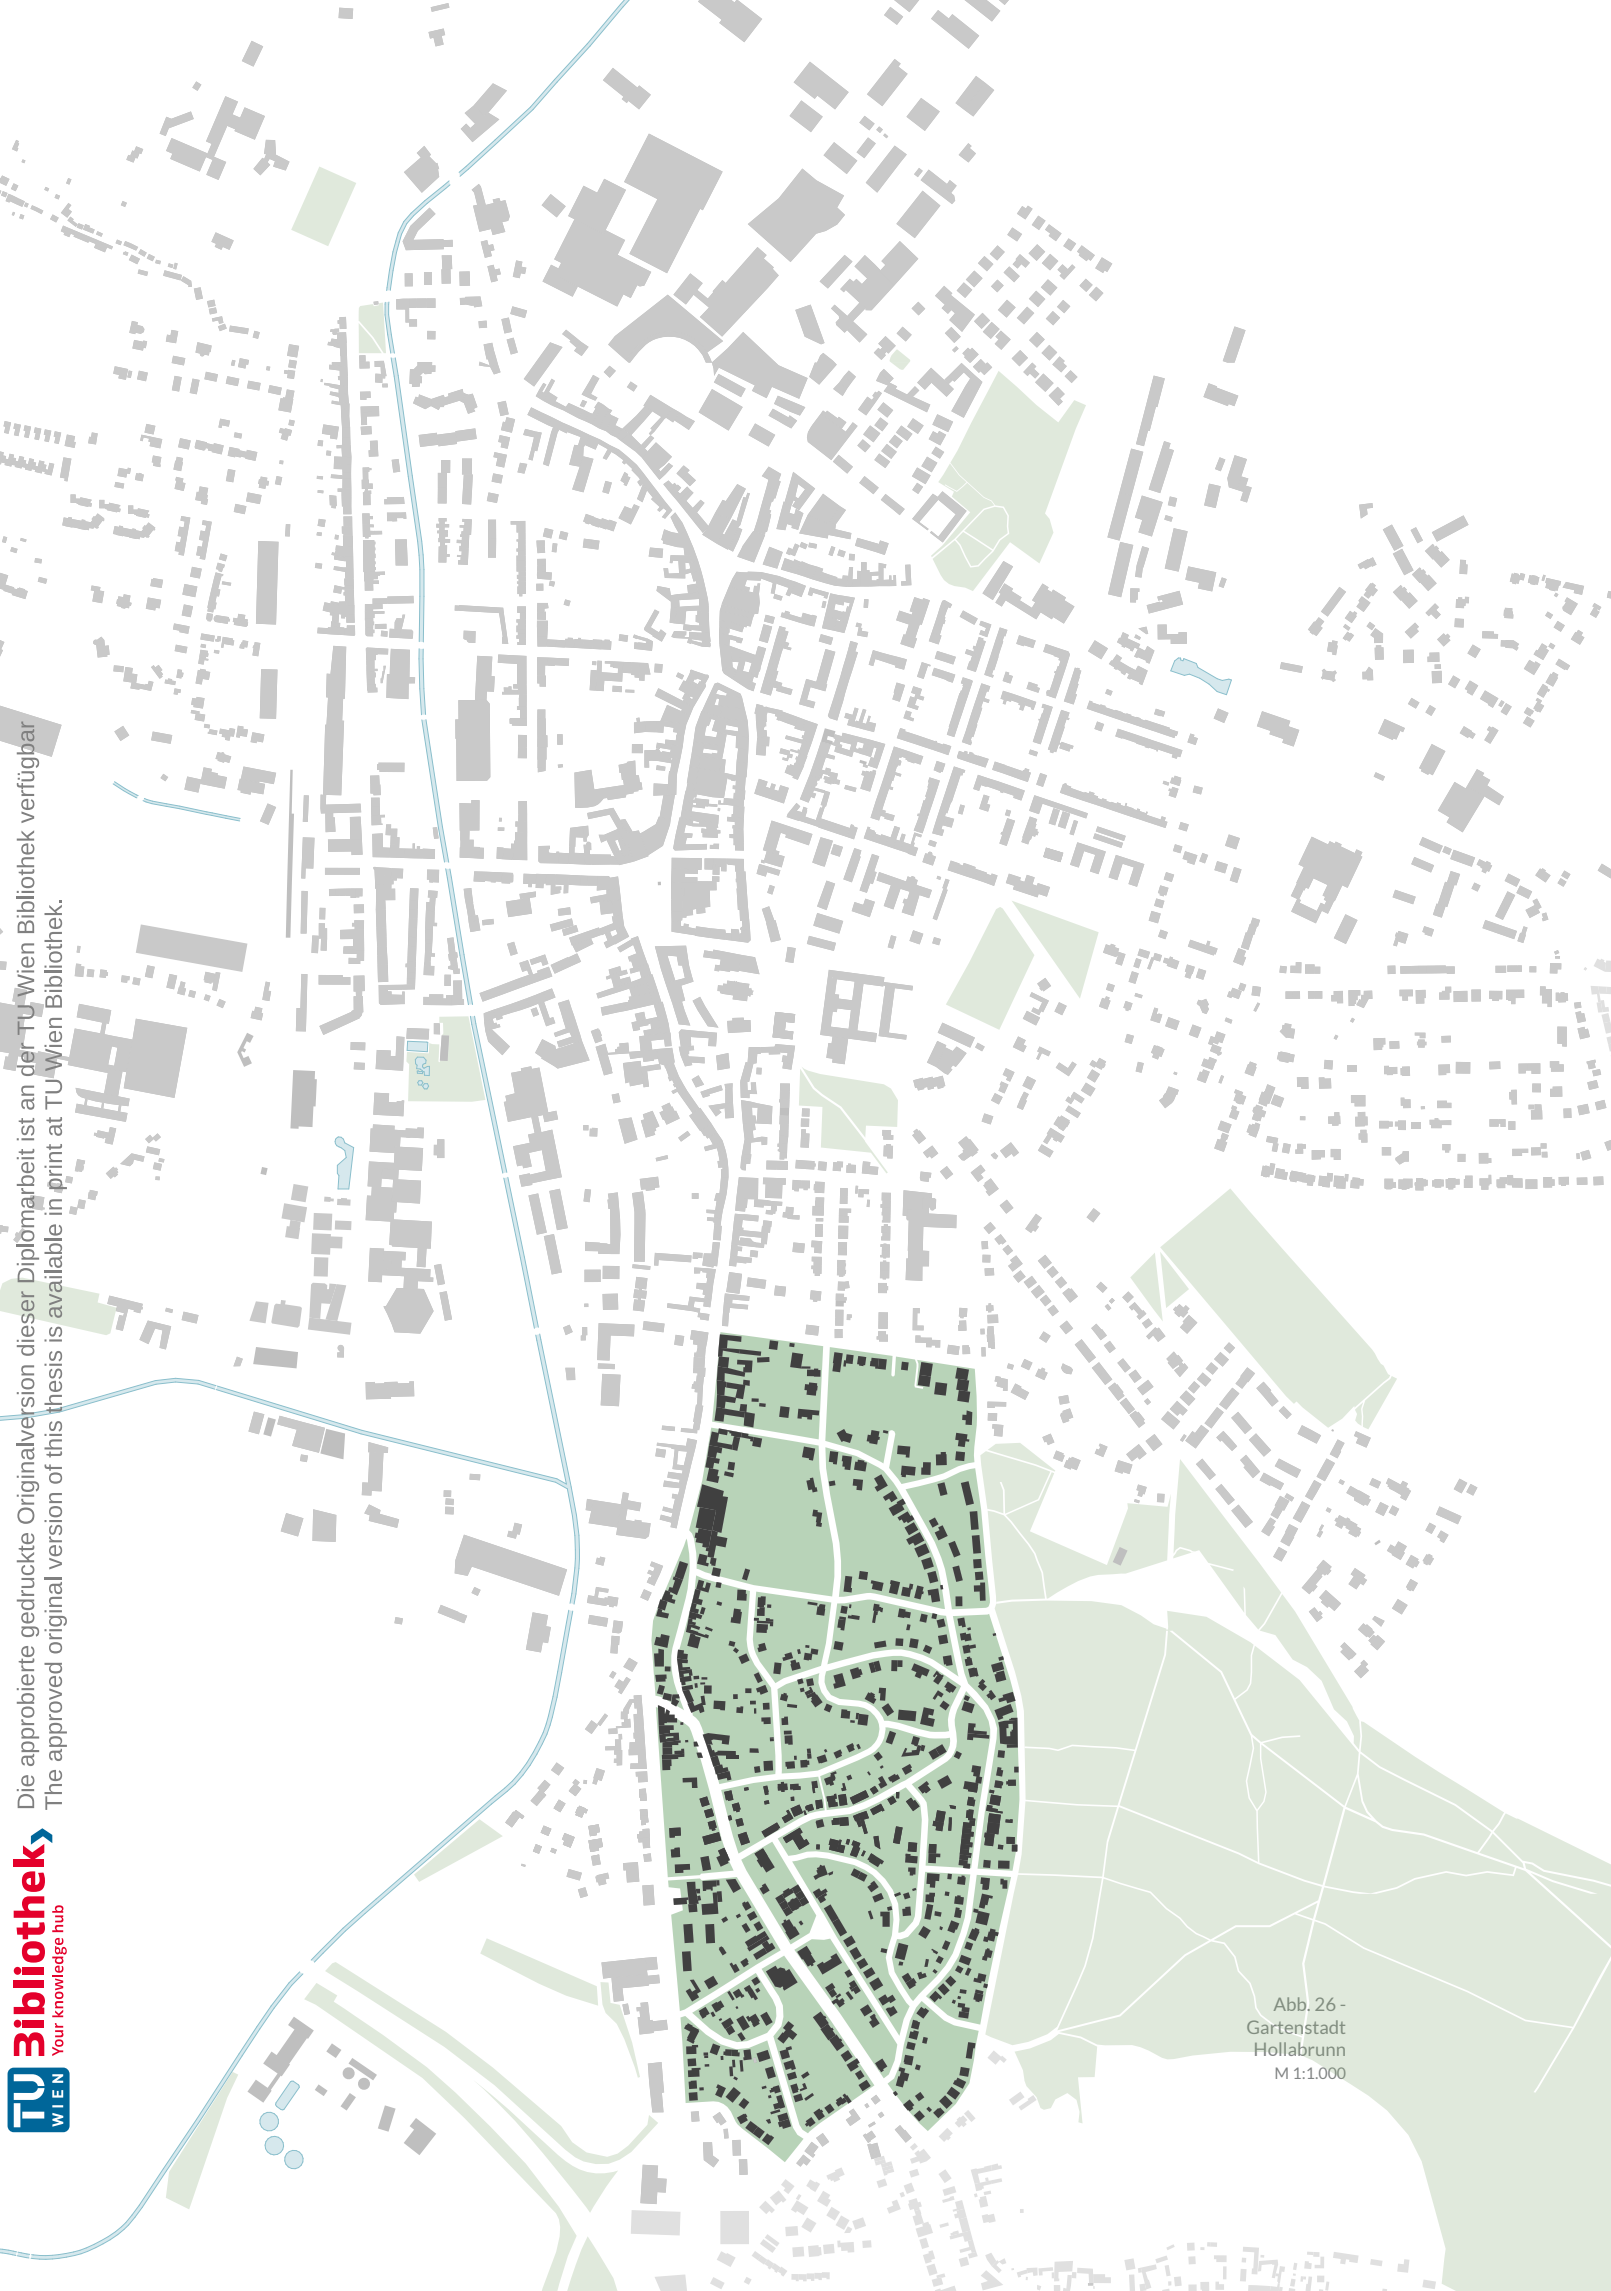 Die approbierte gedruckte Originalversion dieser Diplomarbeit ist an der TU Wien Bibliothek verfügbar
The approved original version of this thesis is available in print at TU Wien Bibliothek.
Bibliothek
Your knowledge hub
TU
WIEN
Abb. 26 -
Gartenstadt
Hollabrunn
M 1:1.000